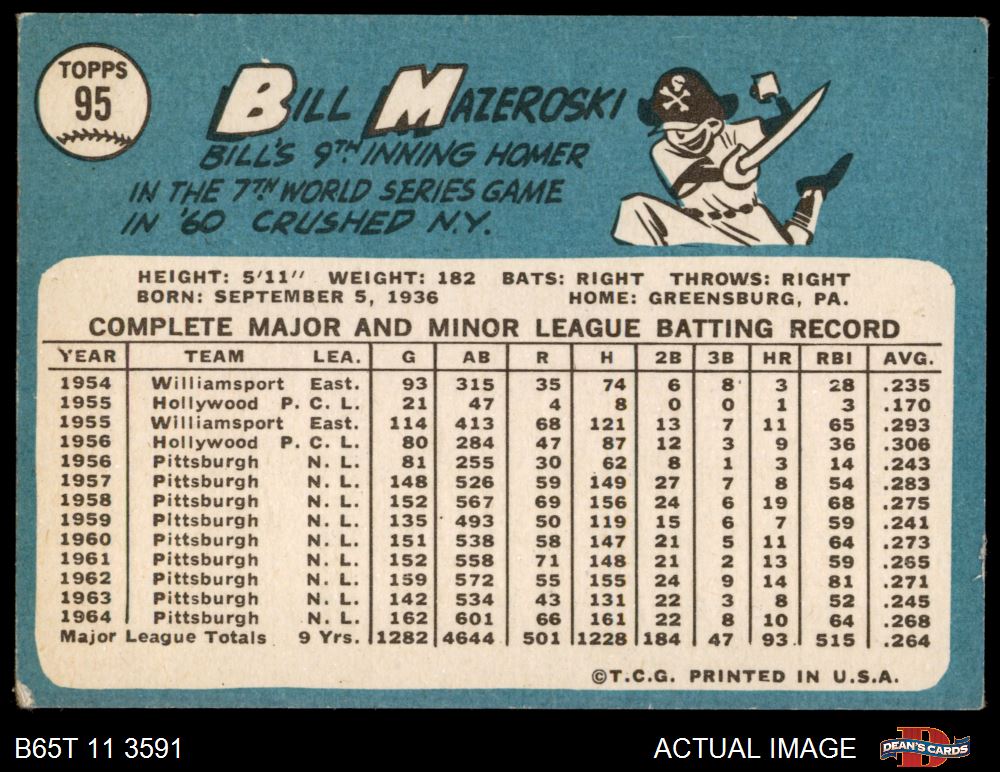 TOPPS
95
BILL MAZEROSKI
BILL'S 9TH INNING HOMER
IN THE 7TH WORLD SERIES GAME
IN '60 CRUSHED N.Y.
HEIGHT: 5'11" WEIGHT: 182 BATS: RIGHT THROWS: RIGHT
BORN: SEPTEMBER 5, 1936 HOME: GREENSBURG, PA.
COMPLETE MAJOR AND MINOR LEAGUE BATTING RECORD
YEAR TEAM LEA. G AB R H 2B 3B HR RBI AVG.
1954 Williamsport East. 93 315 35 74 6 8 3 28 .235
1955 Hollywood P. C. L. 21 47 4 8 0 0 1 3 .170
1955 Williamsport East. 114 413 68 121 13 7 11 65 .293
1956 Hollywood P. C. L. 80 284 47 87 12 3 9 36 .306
1956 Pittsburgh N. L. 81 255 30 62 8 1 3 14 .243
1957 Pittsburgh N. L. 148 526 59 149 27 7 8 54 .283
1958 Pittsburgh N. L. 152 567 69 156 24 6 19 68 .275
1959 Pittsburgh N. L. 135 493 50 119 15 6 7 59 .241
1960 Pittsburgh N. L. 151 538 58 147 21 5 11 64 .273
1961 Pittsburgh N. L. 152 558 71 148 21 2 13 59 .265
1962 Pittsburgh N. L. 159 572 55 155 24 9 14 81 .271
1963 Pittsburgh N. L. 142 534 43 131 22 3 8 52 .245
1964 Pittsburgh N. L. 162 601 66 161 22 8 10 64 .268
Major League Totals 9 Yrs. 1282 4644 501 1228 184 47 93 515 .264
©T.C.G. PRINTED IN U.S.A.
B65T 11 3591 ACTUAL IMAGE DEAN'S CARDS